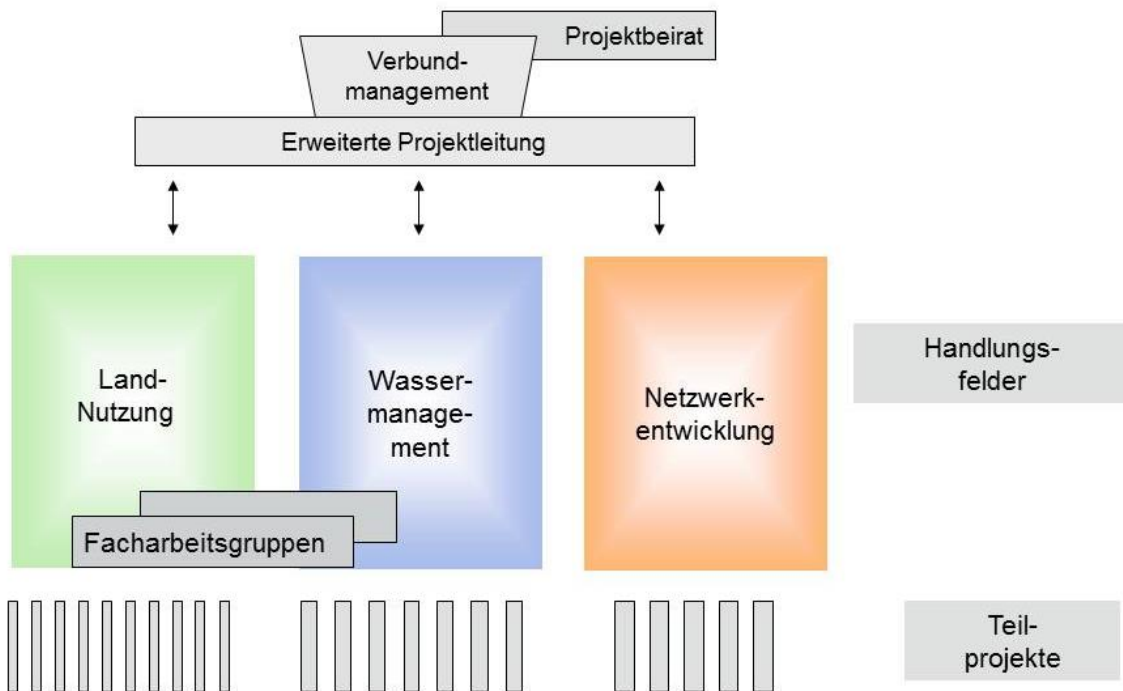 Projektbeirat
Verbund-
management
Erweiterte Projektleitung
Land-
Nutzung
Wasser-
manage-
ment
Netzwerk-
entwicklung
Handlungs-
felder
Facharbeitsgruppen
Teil-
projekte